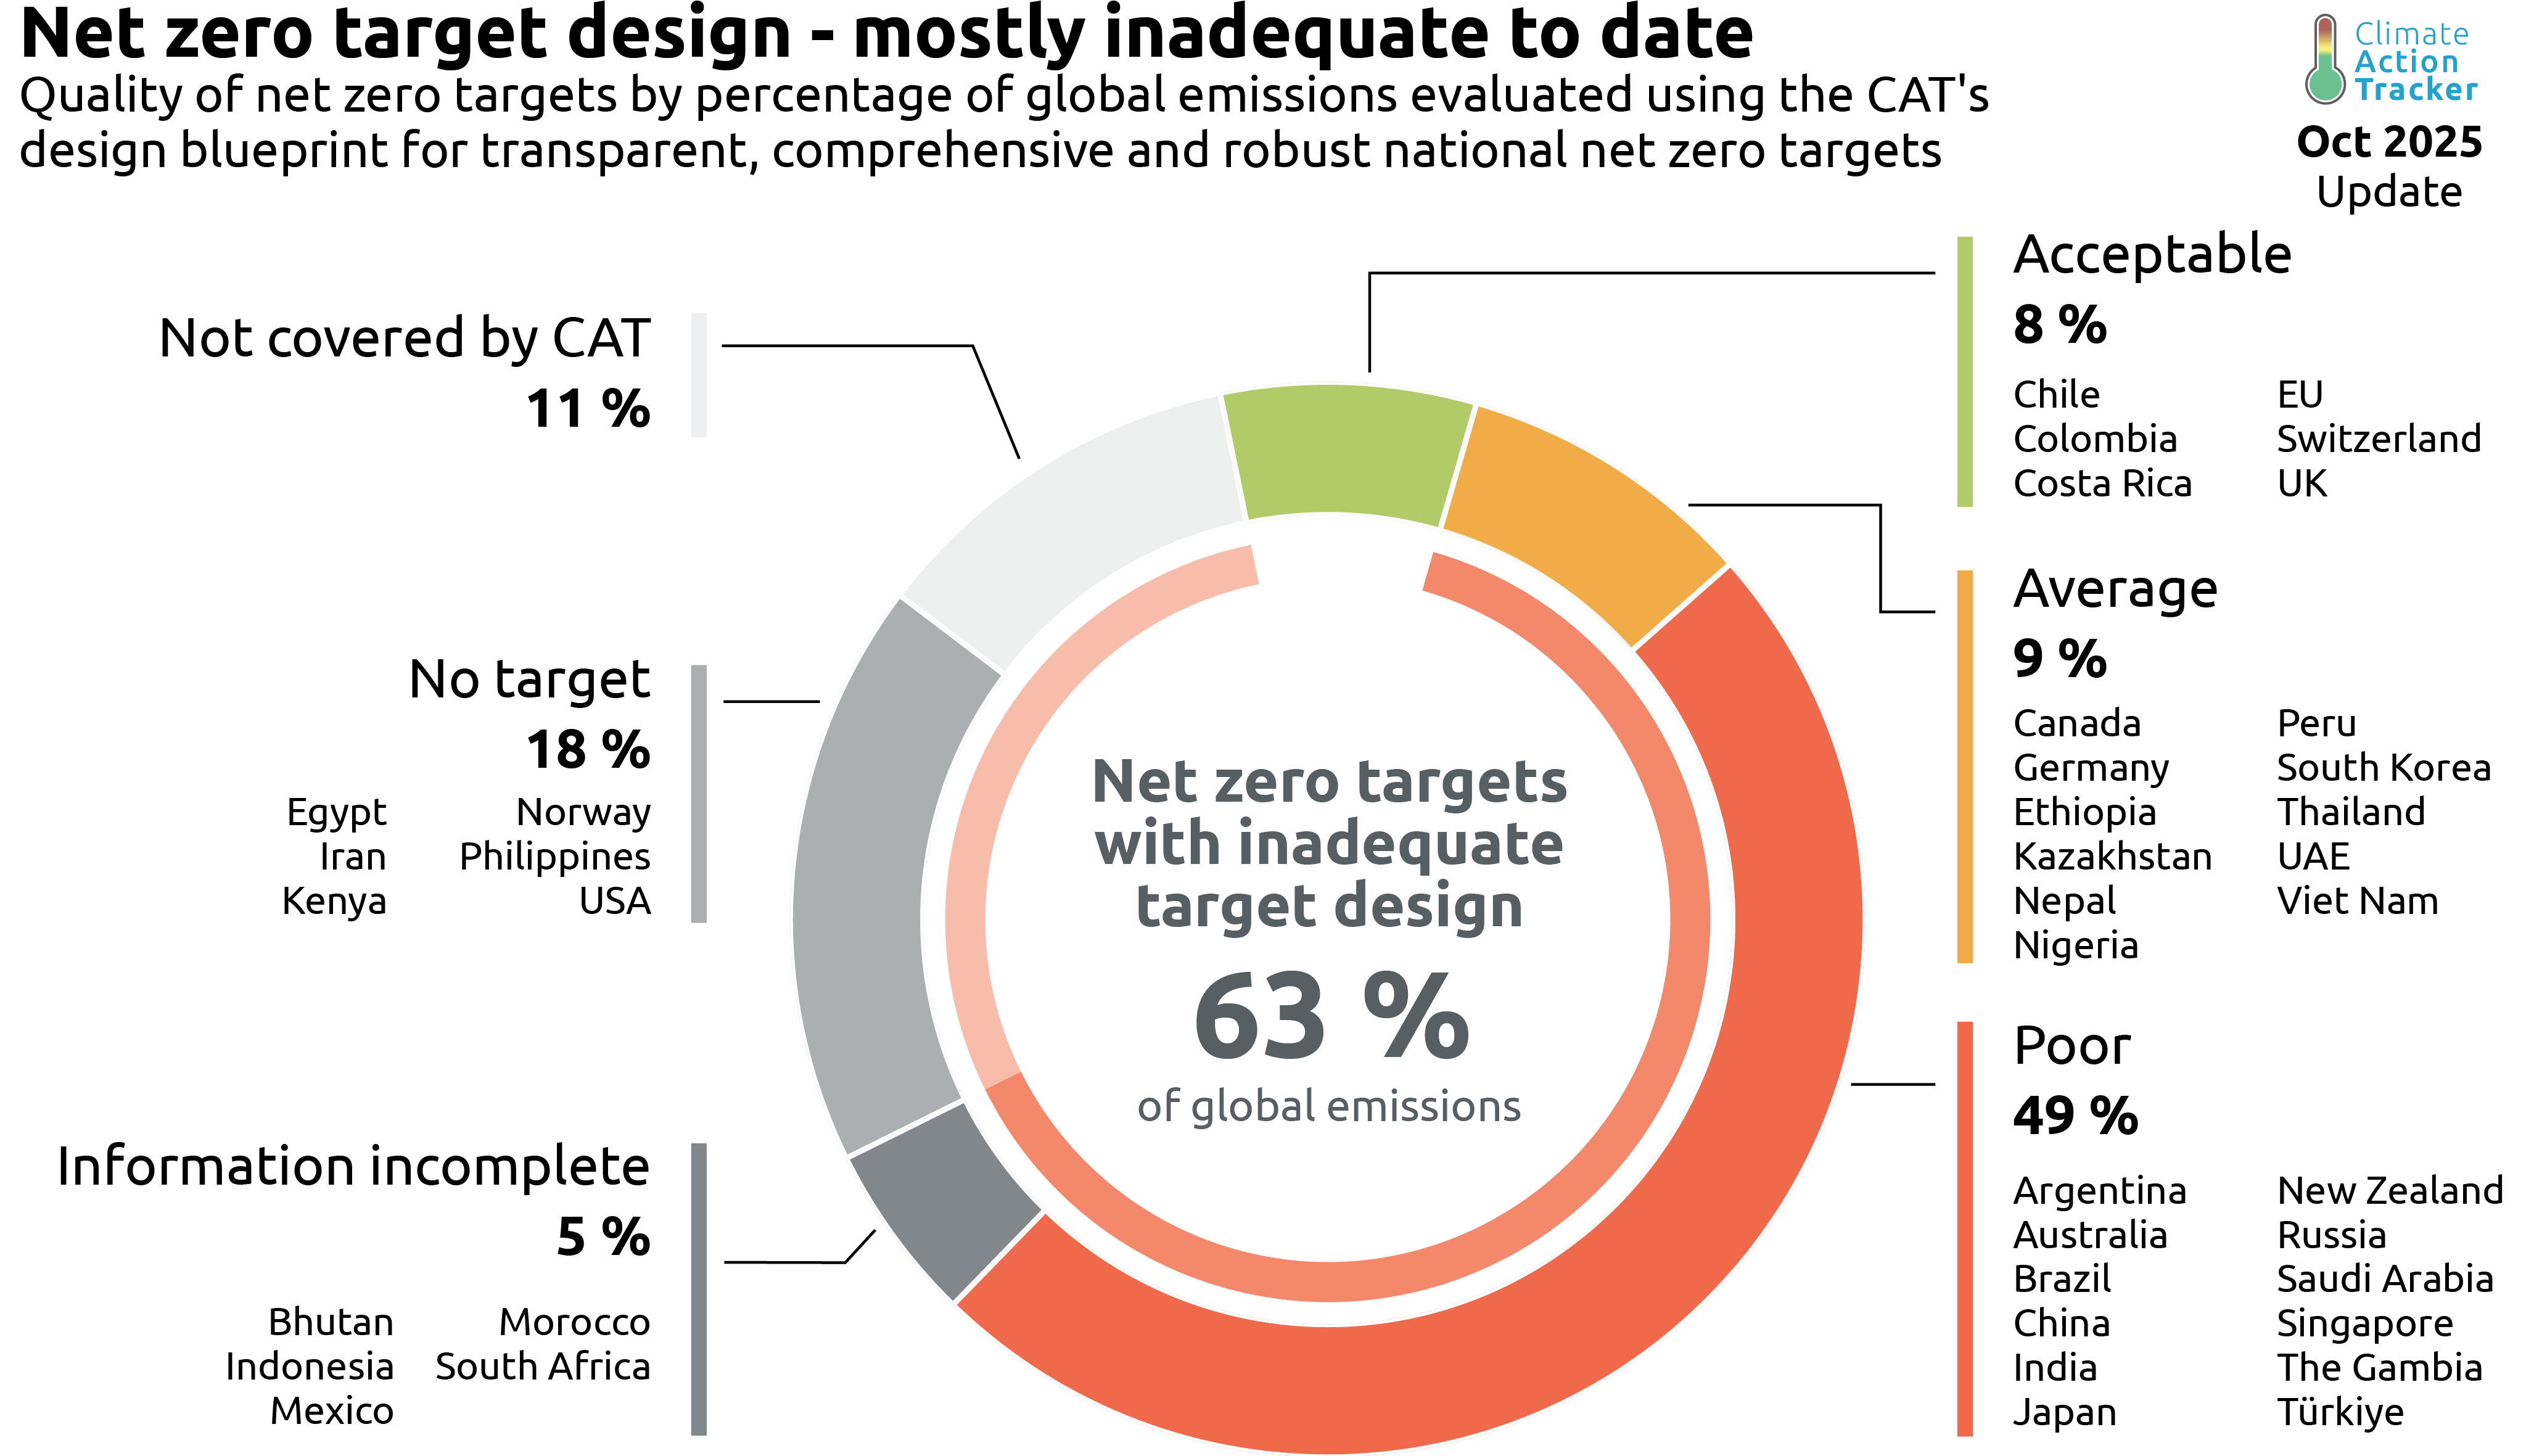 Net zero target design - mostly inadequate to date
Quality of net zero targets by percentage of global emissions evaluated using the CAT's
design blueprint for transparent, comprehensive and robust national net zero targets
Climate
Action
Tracker
Oct 2025
Update
Not covered by CAT
11 %
No target
18 %
Egypt
Iran
Kenya
Norway
Philippines
USA
Information incomplete
5 %
Bhutan
Indonesia
Mexico
Morocco
South Africa
Net zero targets
with inadequate
target design
63 %
of global emissions
Acceptable
8 %
Chile
Colombia
Costa Rica
EU
Switzerland
UK
Average
9 %
Canada
Germany
Ethiopia
Kazakhstan
Nepal
Nigeria
Peru
South Korea
Thailand
UAE
Viet Nam
Poor
49 %
Argentina
Australia
Brazil
China
India
Japan
New Zealand
Russia
Saudi Arabia
Singapore
The Gambia
Türkiye